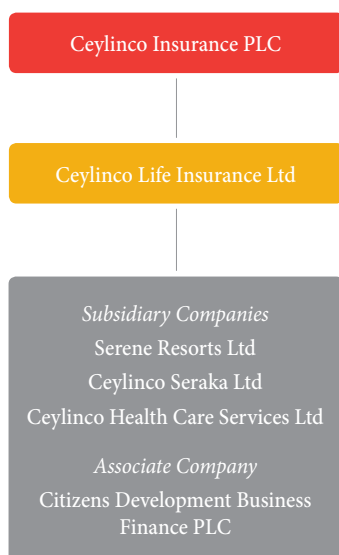 Ceylinco Insurance PLC
Ceylinco Life Insurance Ltd
Subsidiary Companies
Serene Resorts Ltd
Ceylinco Seraka Ltd
Ceylinco Health Care Services Ltd
Associate Company
Citizens Development Business
Finance PLC